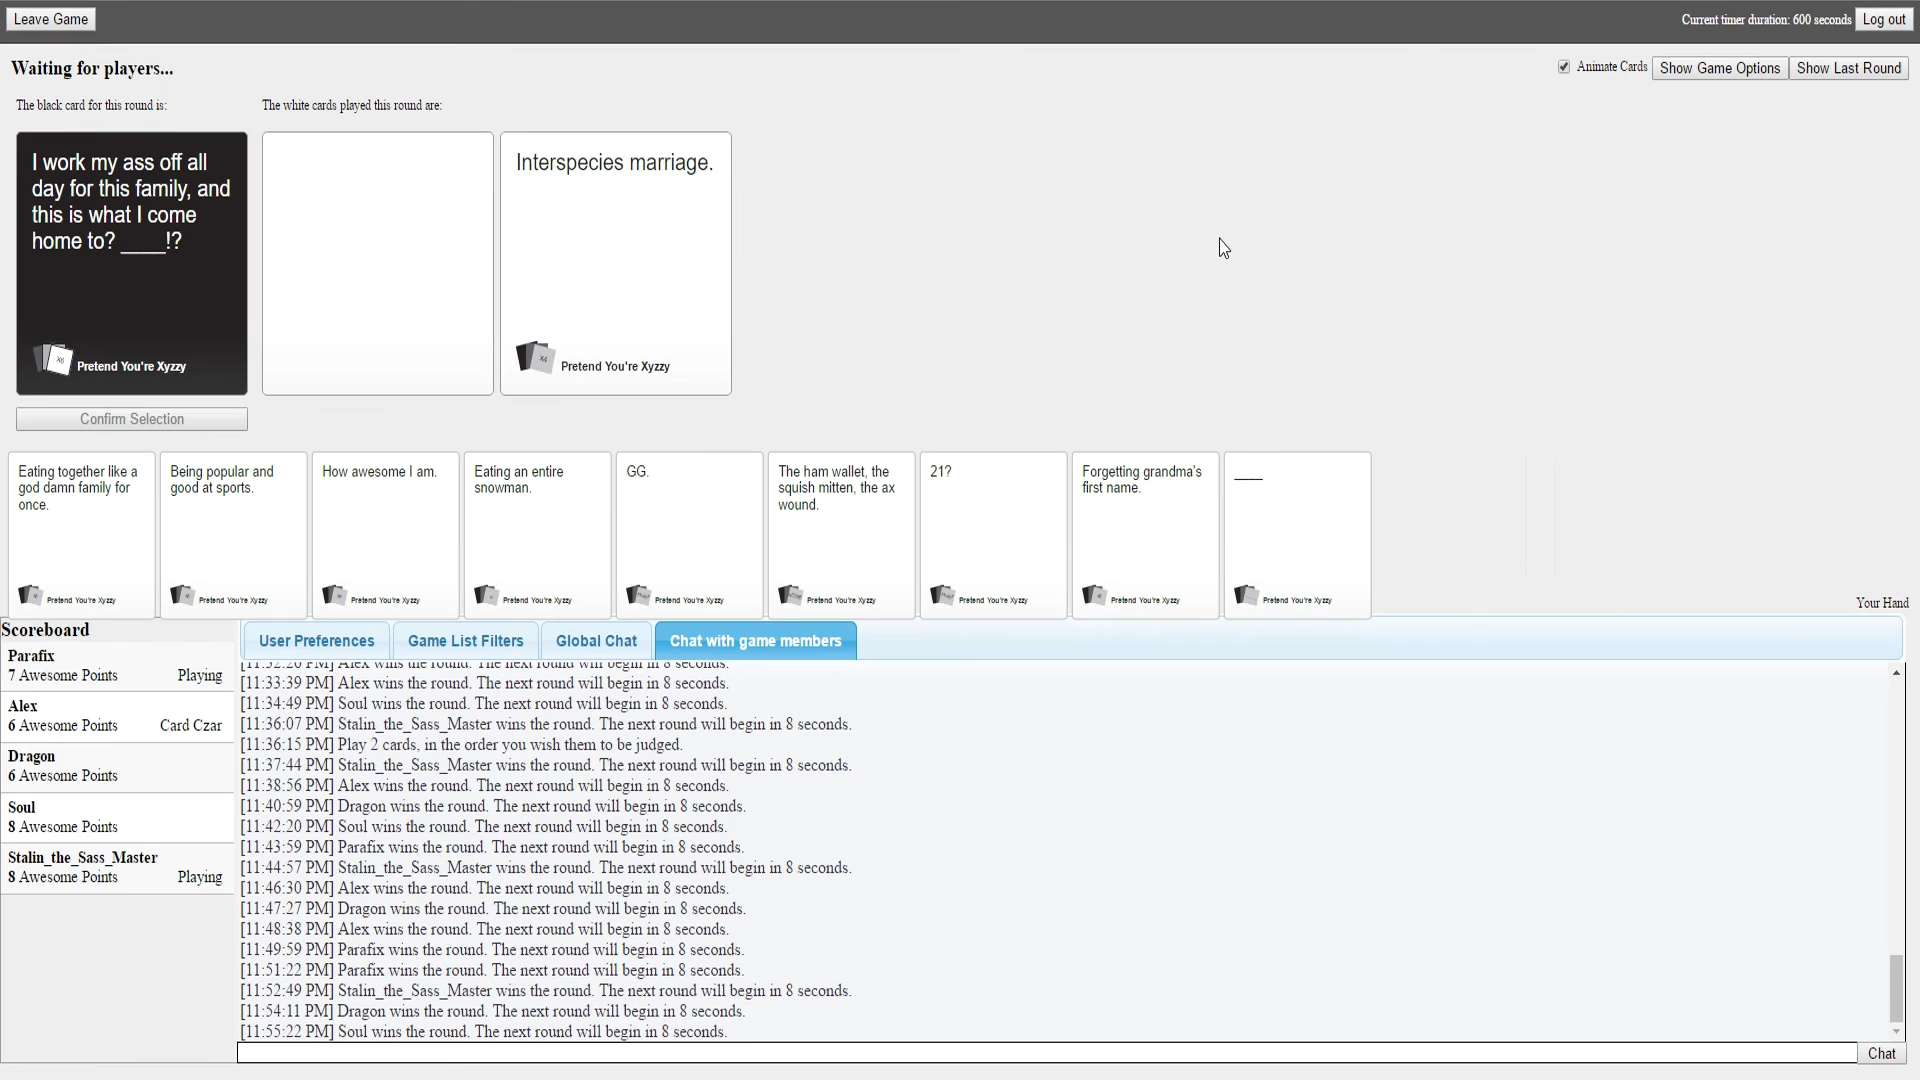 Leave Game
Current timer duration: 600 seconds
Log out
Waiting for players...
Animate Cards
Show Game Options
Show Last Round
The black card for this round is:
The white cards played this round are:
I work my ass off all
day for this family, and
this is what I come
home to? ____!?
X6
Pretend You're Xyzzy
Interspecies marriage.
X4
Pretend You're Xyzzy
Confirm Selection
Eating together like a
god damn family for
once.
Pretend You're Xyzzy
Being popular and
good at sports.
Pretend You're Xyzzy
How awesome I am.
Pretend You're Xyzzy
Eating an entire
snowman.
Pretend You're Xyzzy
GG.
Pretend You're Xyzzy
The ham wallet, the
squish mitten, the ax
wound.
Pretend You're Xyzzy
21?
Pretend You're Xyzzy
Forgetting grandma's
first name.
Pretend You're Xyzzy
____
Pretend You're Xyzzy
Your Hand
Scoreboard
Parafix
7 Awesome Points Playing
Alex
6 Awesome Points Card Czar
Dragon
6 Awesome Points
Soul
8 Awesome Points
Stalin_the_Sass_Master
8 Awesome Points Playing
User Preferences
Game List Filters
Global Chat
Chat with game members
[11:32:26 PM] Alex wins the round. The next round will begin in 8 seconds.
[11:33:39 PM] Alex wins the round. The next round will begin in 8 seconds.
[11:34:49 PM] Soul wins the round. The next round will begin in 8 seconds.
[11:36:07 PM] Stalin_the_Sass_Master wins the round. The next round will begin in 8 seconds.
[11:36:15 PM] Play 2 cards, in the order you wish them to be judged.
[11:37:44 PM] Stalin_the_Sass_Master wins the round. The next round will begin in 8 seconds.
[11:38:56 PM] Alex wins the round. The next round will begin in 8 seconds.
[11:40:59 PM] Dragon wins the round. The next round will begin in 8 seconds.
[11:42:20 PM] Soul wins the round. The next round will begin in 8 seconds.
[11:43:59 PM] Parafix wins the round. The next round will begin in 8 seconds.
[11:44:57 PM] Stalin_the_Sass_Master wins the round. The next round will begin in 8 seconds.
[11:46:30 PM] Alex wins the round. The next round will begin in 8 seconds.
[11:47:27 PM] Dragon wins the round. The next round will begin in 8 seconds.
[11:48:38 PM] Alex wins the round. The next round will begin in 8 seconds.
[11:49:59 PM] Parafix wins the round. The next round will begin in 8 seconds.
[11:51:22 PM] Parafix wins the round. The next round will begin in 8 seconds.
[11:52:49 PM] Stalin_the_Sass_Master wins the round. The next round will begin in 8 seconds.
[11:54:11 PM] Dragon wins the round. The next round will begin in 8 seconds.
[11:55:22 PM] Soul wins the round. The next round will begin in 8 seconds.
Chat